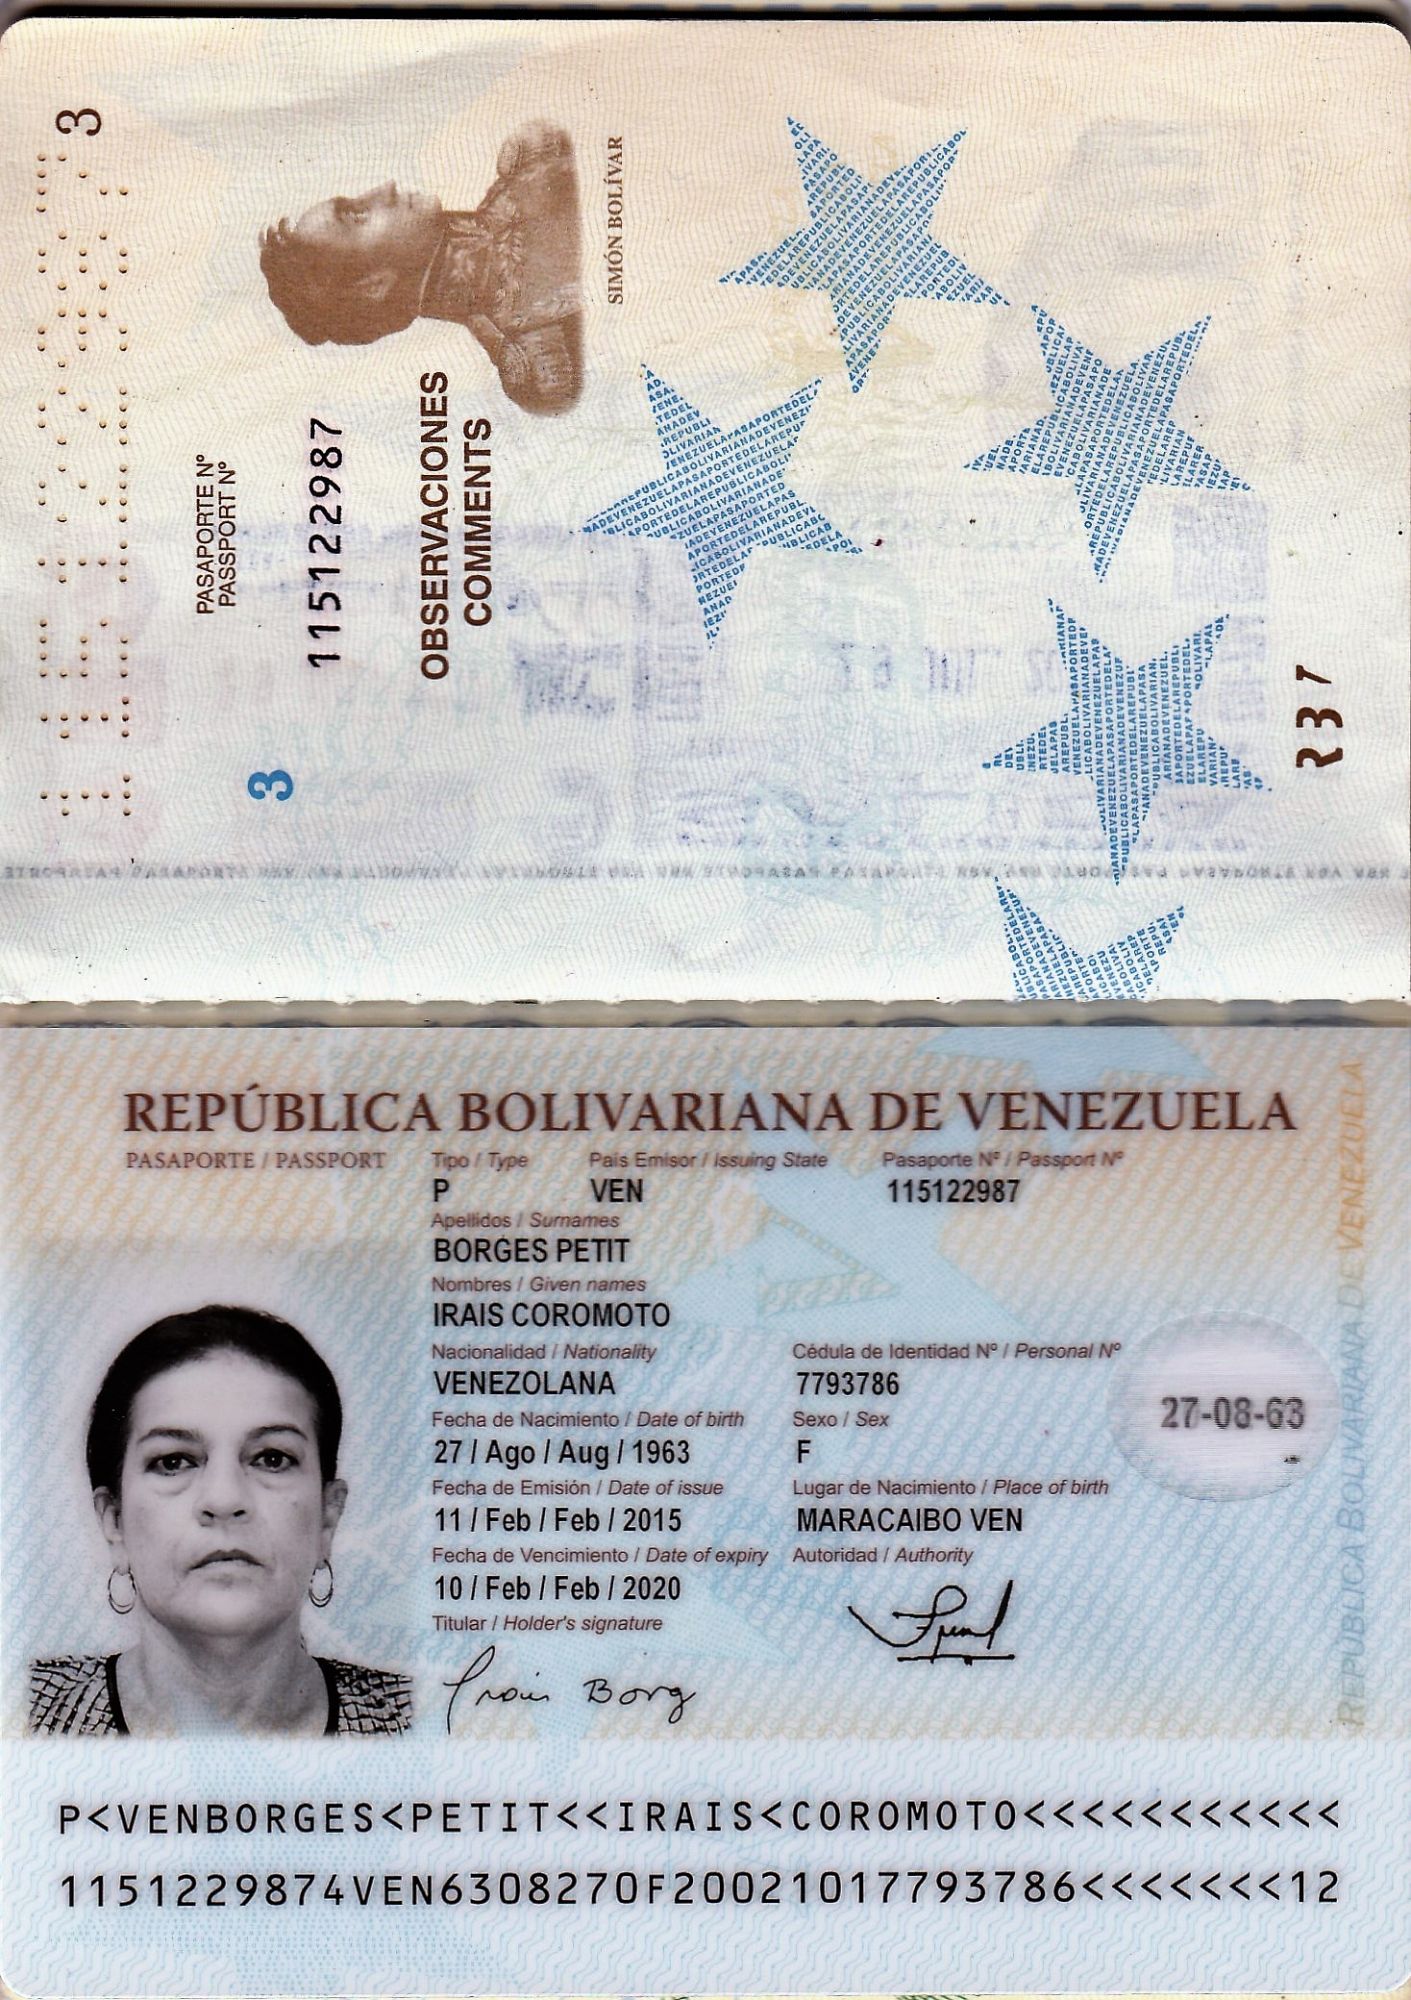 3
PASAPORTE Nº
PASSPORT Nº
115122987
OBSERVACIONES
COMMENTS
SIMÓN BOLÍVAR
3
REPÚBLICA BOLIVARIANA DE VENEZUELA
PASAPORTE / PASSPORT
Tipo / Type
País Emisor / Issuing State
Pasaporte Nº / Passport Nº
P
VEN
115122987
Apellidos / Surnames
BORGES PETIT
Nombres / Given names
IRAIS COROMOTO
Nacionalidad / Nationality
Cédula de Identidad Nº / Personal Nº
VENEZOLANA
7793786
Fecha de Nacimiento / Date of birth
Sexo / Sex
27-08-63
27 / Ago / Aug / 1963
F
Fecha de Emisión / Date of issue
Lugar de Nacimiento / Place of birth
11 / Feb / Feb / 2015
MARACAIBO VEN
Fecha de Vencimiento / Date of expiry
Autoridad / Authority
10 / Feb / Feb / 2020
Titular / Holder's signature
Irais Borg
REPÚBLICA BOLIVARIANA DE VENEZUELA
P<VENBORGES<PETIT<<IRAIS<COROMOTO<<<<<<<<<<<
1151229874VEN6308270F20021017793786<<<<<<<12